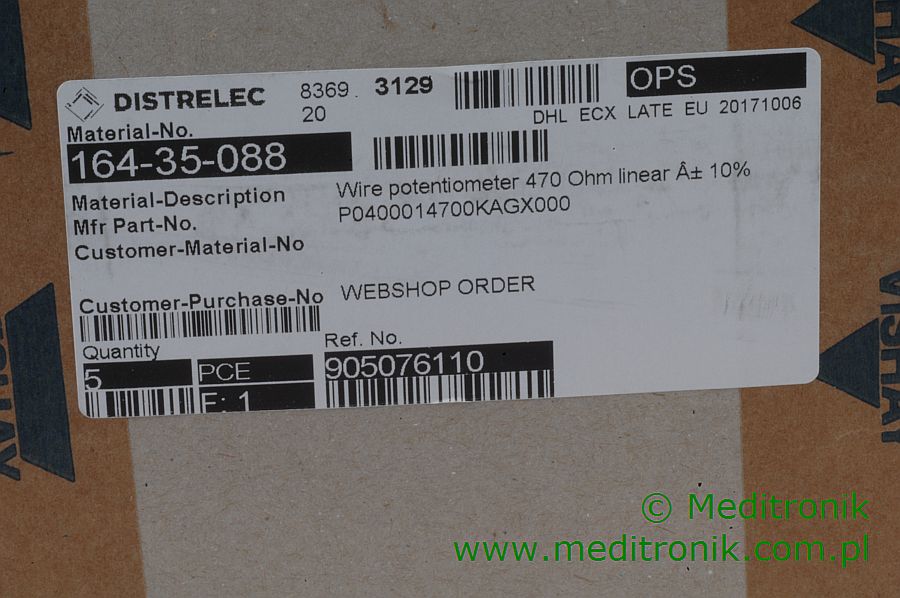 DISTRELEC
8369. 3129
20
OPS
DHL ECX LATE EU 20171006
Material-No.
164-35-088
Material-Description Wire potentiometer 470 Ohm linear Â± 10%
Mfr Part-No. P0400014700KAGX000
Customer-Material-No
Customer-Purchase-No WEBSHOP ORDER
Quantity
5
PCE
E: 1
Ref. No.
905076110
VISHAY
VISHAY
VISHAY
© Meditronik
www.meditronik.com.pl